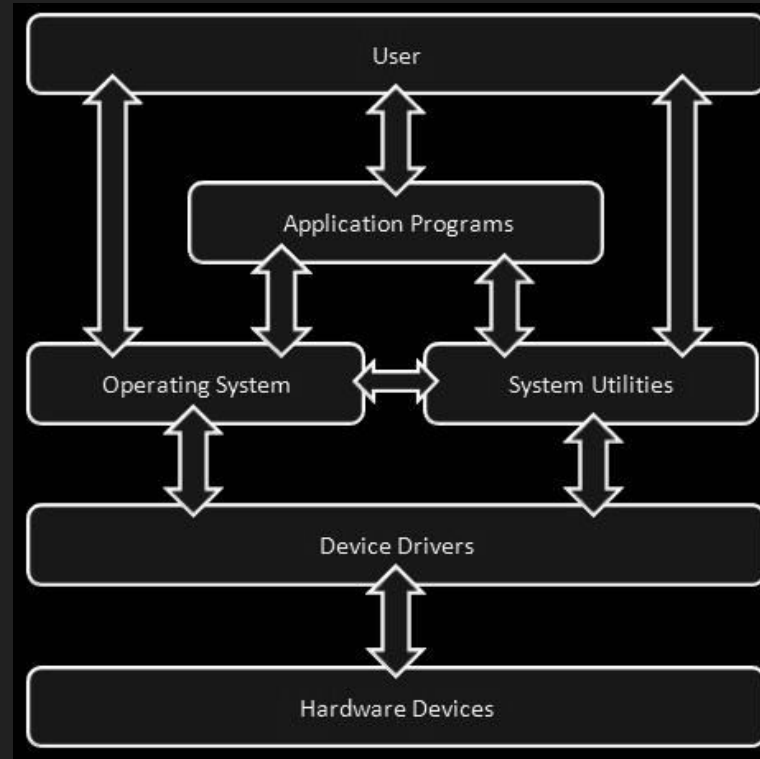 User
Application Programs
Operating System
System Utilities
Device Drivers
Hardware Devices